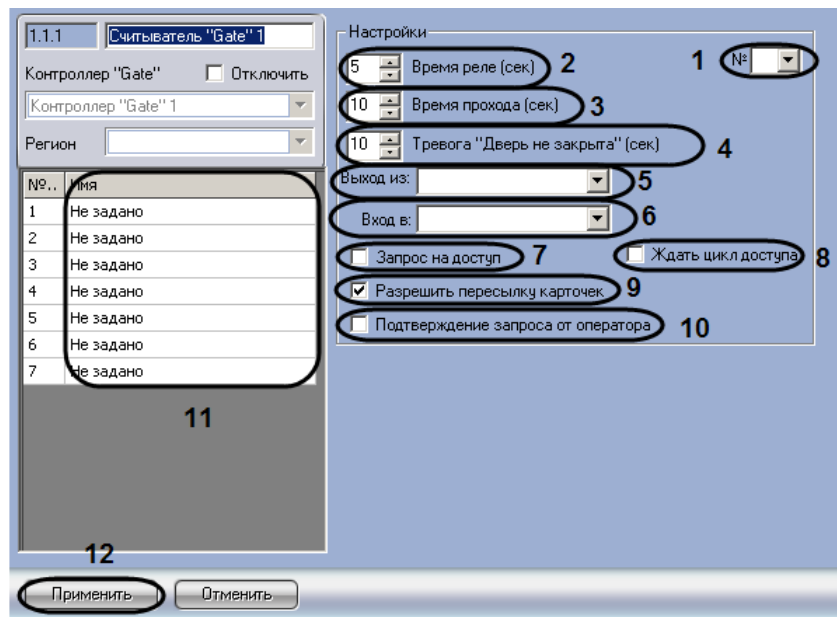 1.1.1 Считыватель "Gate" 1
Контроллер "Gate" Отключить
Контроллер "Gate" 1
Регион
№.. Имя
1 Не задано
2 Не задано
3 Не задано
4 Не задано
5 Не задано
6 Не задано
7 Не задано
11
Настройки
1 №
5 Время реле (сек) 2
10 Время прохода (сек) 3
10 Тревога "Дверь не закрыта" (сек) 4
Выход из: 5
Вход в: 6
Запрос на доступ 7
Ждать цикл доступа 8
Разрешить пересылку карточек 9
Подтверждение запроса от оператора 10
12
Применить Отменить